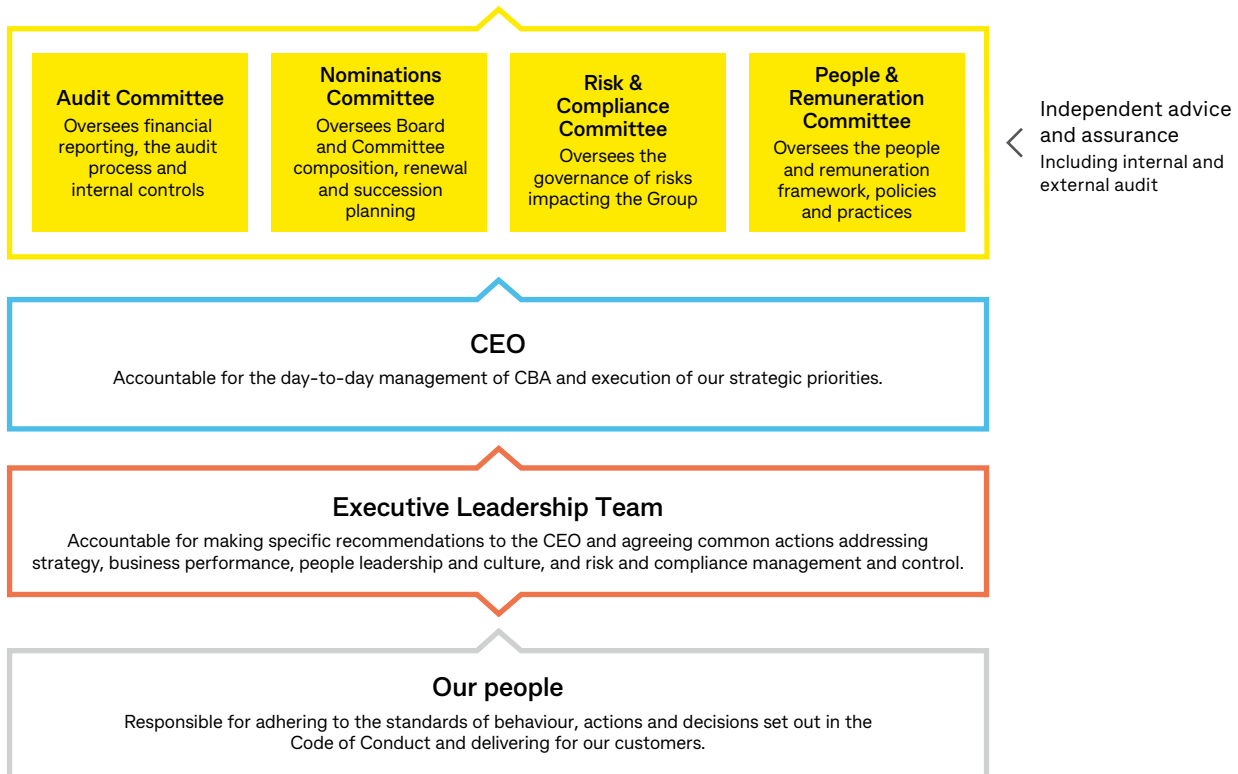 Audit Committee
Oversees financial
reporting, the audit
process and
internal controls
Nominations
Committee
Oversees Board
and Committee
composition, renewal
and succession
planning
Risk &
Compliance
Committee
Oversees the
governance of risks
impacting the Group
People &
Remuneration
Committee
Oversees the people
and remuneration
framework, policies
and practices
Independent advice
and assurance
Including internal and
external audit
CEO
Accountable for the day-to-day management of CBA and execution of our strategic priorities.
Executive Leadership Team
Accountable for making specific recommendations to the CEO and agreeing common actions addressing
strategy, business performance, people leadership and culture, and risk and compliance management and control.
Our people
Responsible for adhering to the standards of behaviour, actions and decisions set out in the
Code of Conduct and delivering for our customers.